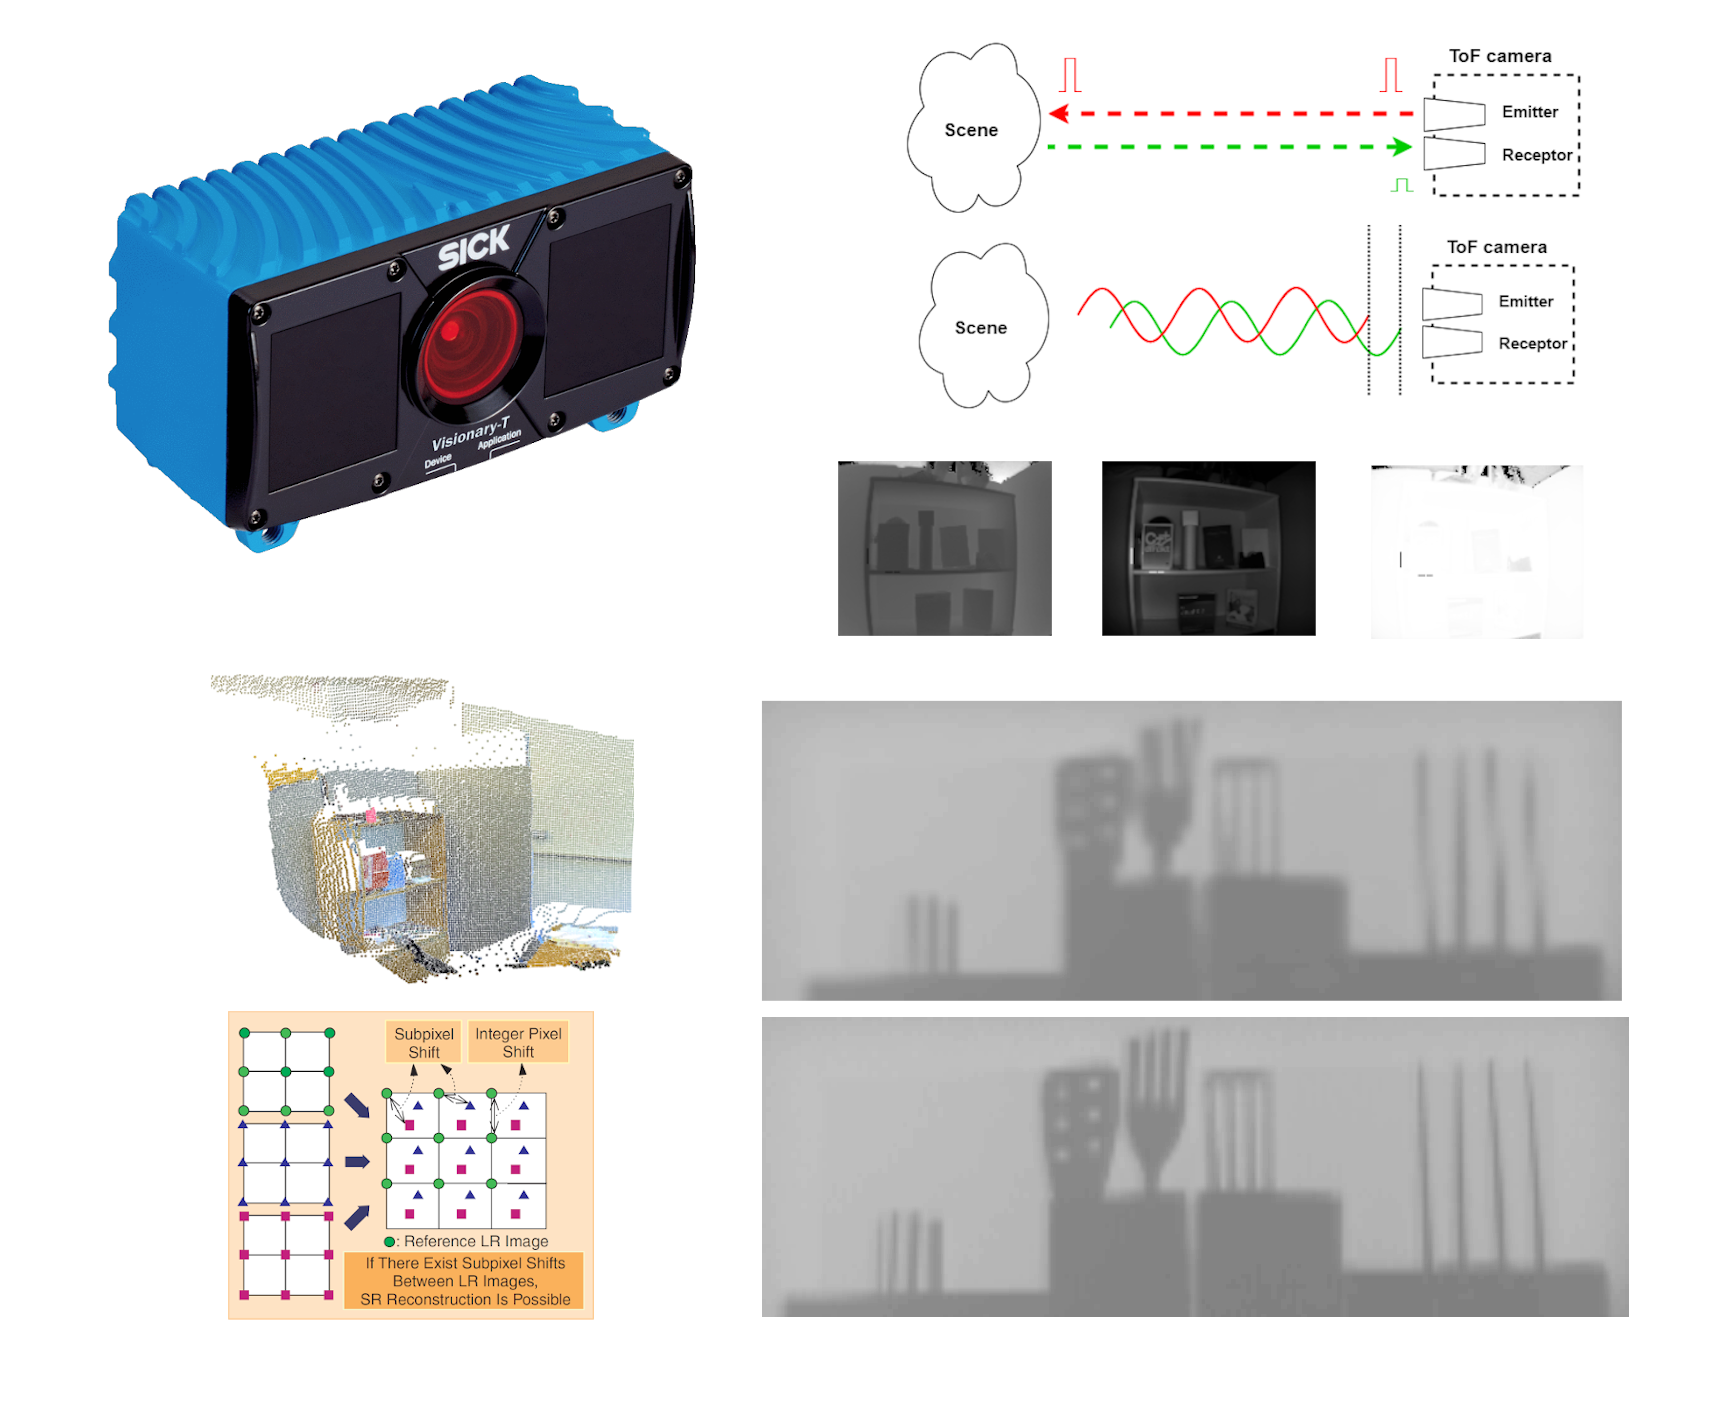 SICK
Visionary-T
Device
Application
ToF camera
Scene
Emitter
Receptor
ToF camera
Scene
Emitter
Receptor
Subpixel
Shift
Integer Pixel
Shift
: Reference LR Image
If There Exist Subpixel Shifts
Between LR Images,
SR Reconstruction Is Possible